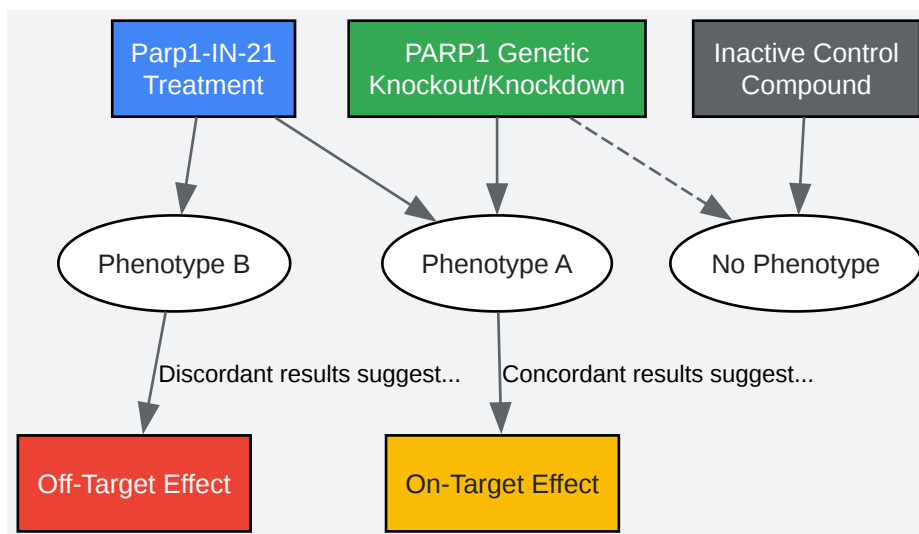 Parp1-IN-21
Treatment
PARP1 Genetic
Knockout/Knockdown
Inactive Control
Compound
Phenotype B
Phenotype A
No Phenotype
Discordant results suggest...
Concordant results suggest...
Off-Target Effect
On-Target Effect